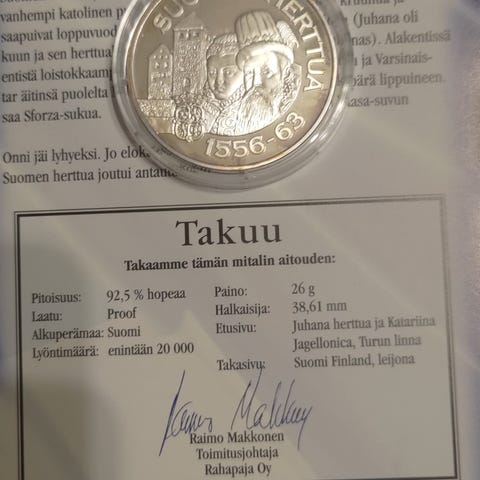 vanhempi katolinen p
saapuivat loppuvuod
kuun ja sen herttua
entistä loistokkaamp
tar äitinsä puolelta
saa Sforza-sukua.
(Juhana oli
nas). Alakentissä
ja Varsinais-
pärä lippuineen.
asa-suvun
HERTTUA
1556-63
Onni jäi lyhyeksi. Jo elok
Suomen herttua joutui antau
Takuu
Takaamme tämän mitalin aitouden:
Pitoisuus: 92,5 % hopeaa
Laatu: Proof
Alkuperämaa: Suomi
Lyöntimäärä: enintään 20 000
Paino: 26 g
Halkaisija: 38,61 mm
Etusivu: Juhana herttua ja Katariina
Jagellonica, Turun linna
Takasivu: Suomi Finland, leijona
Raimo Makkonen
Raimo Makkonen
Toimitusjohtaja
Rahapaja Oy